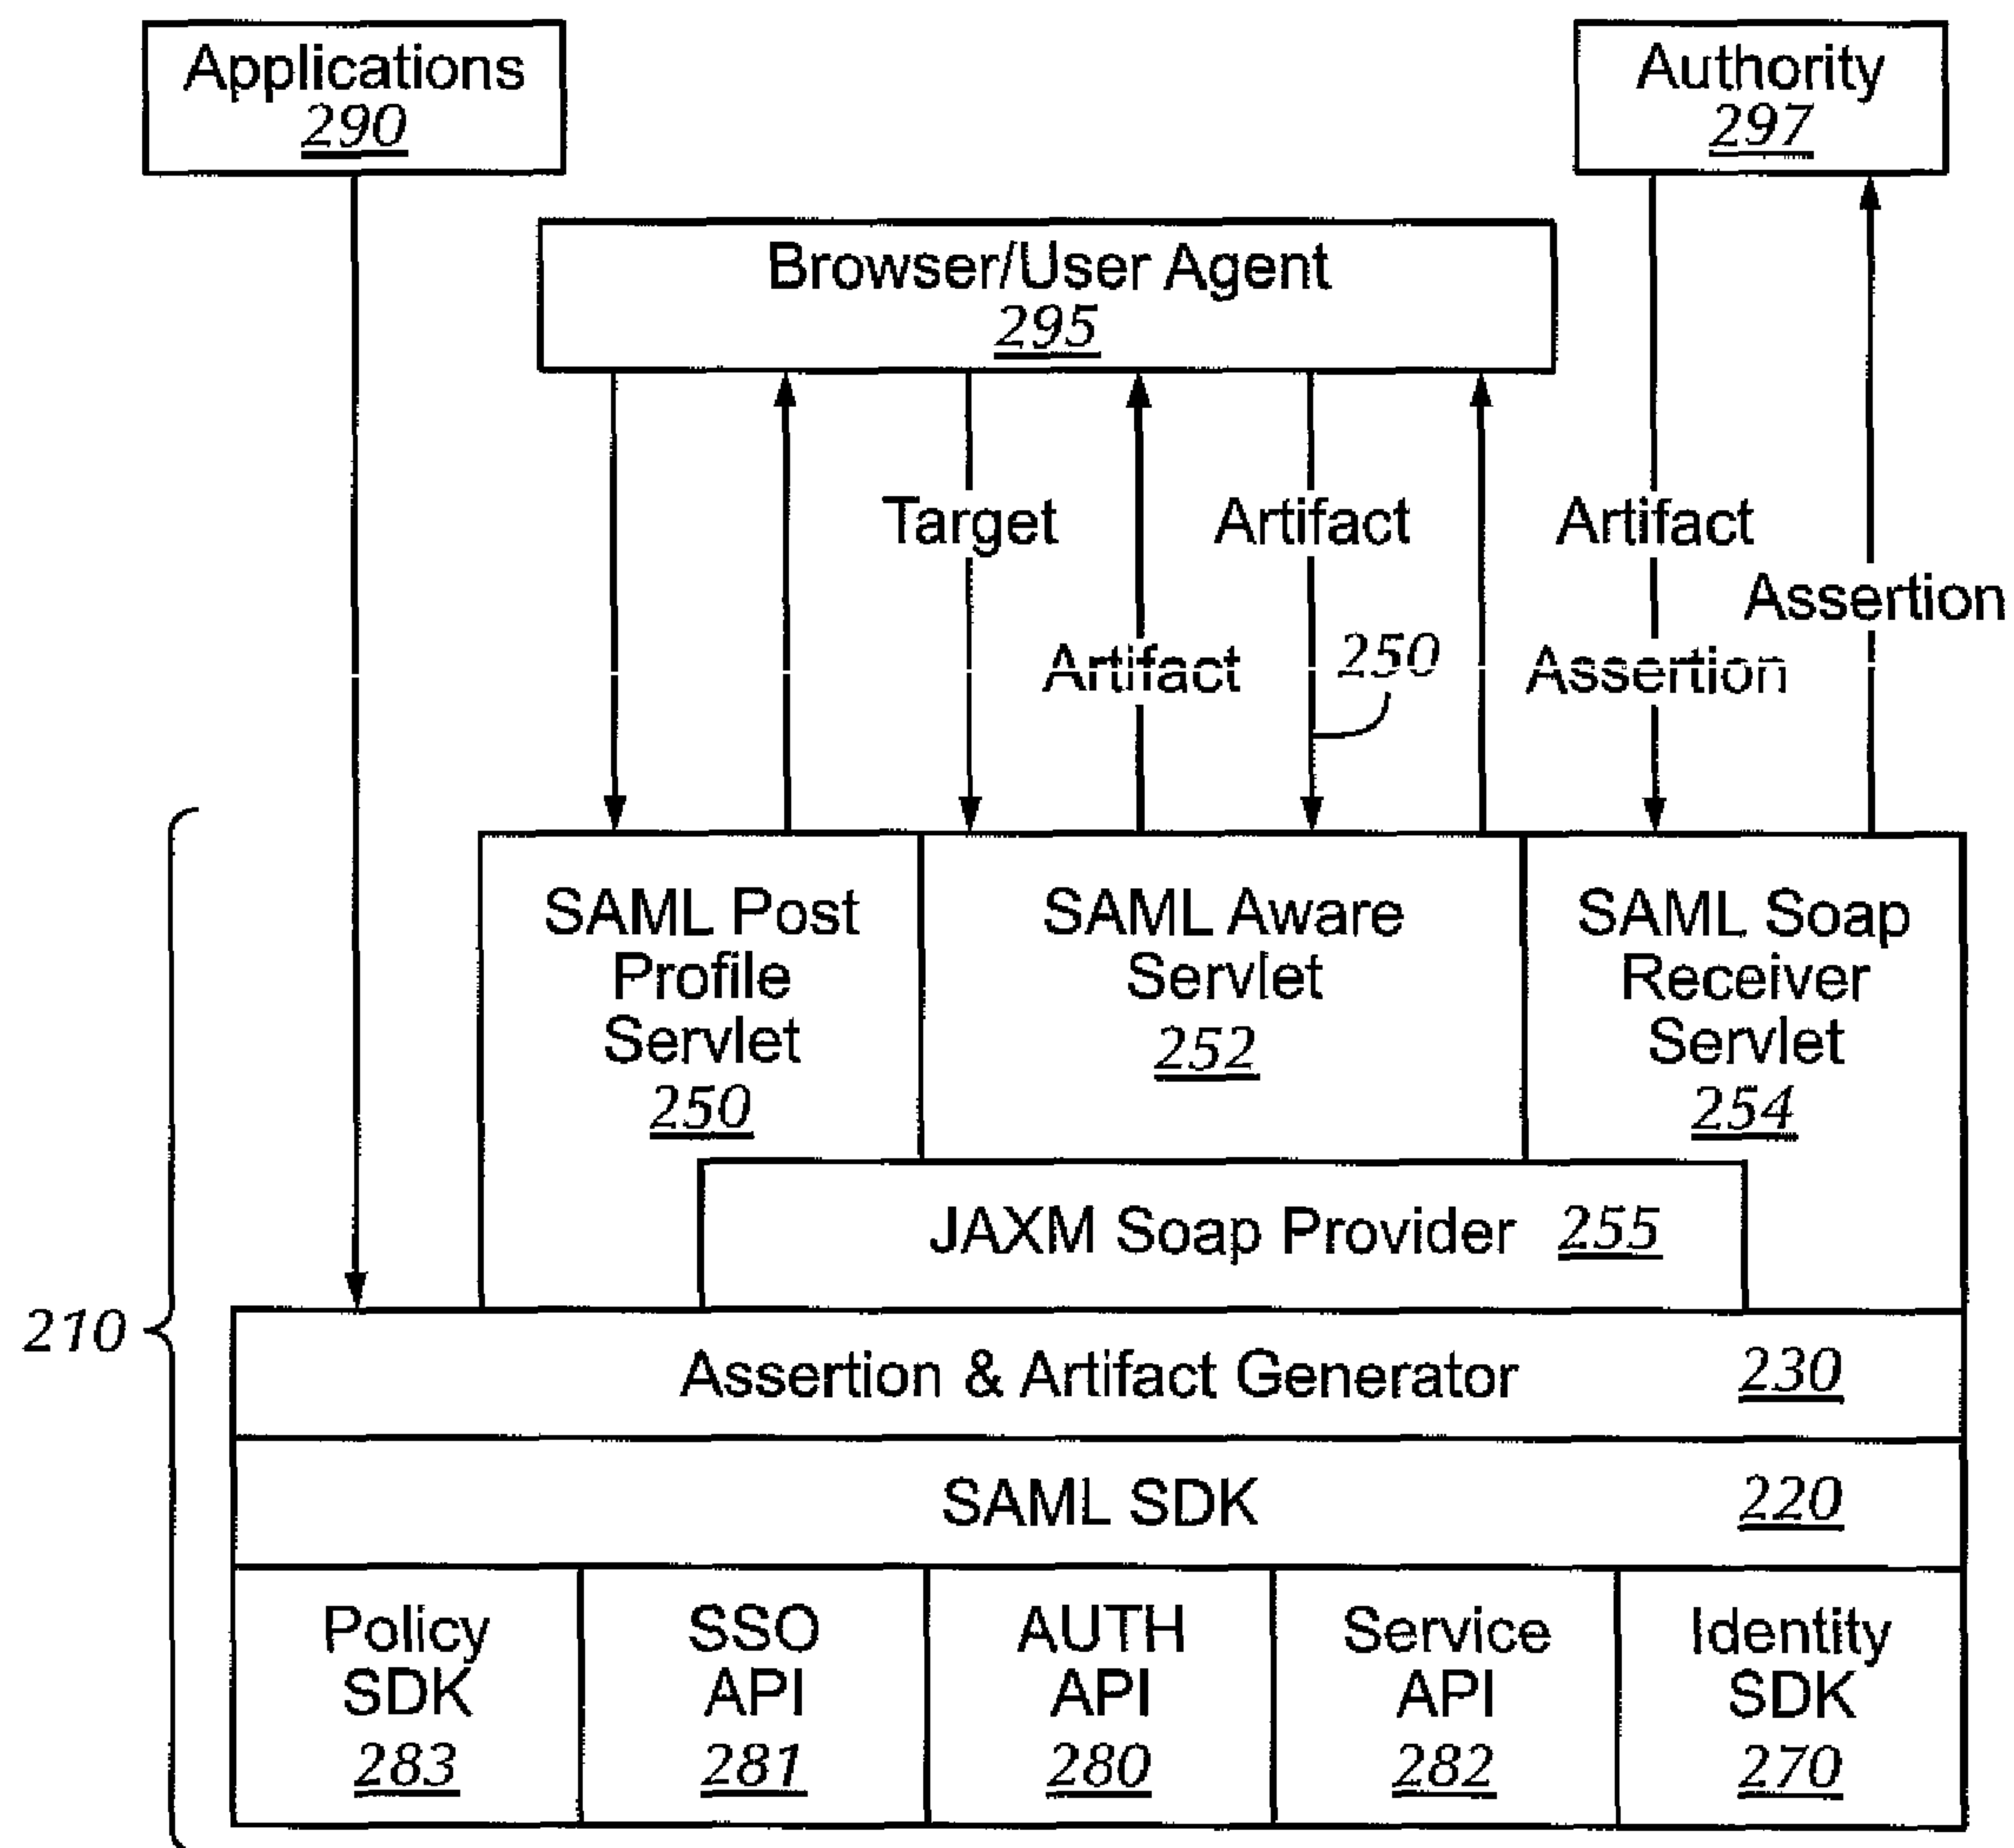 Applications
290
Authority
297
Browser/User Agent
295
Target
Artifact
Artifact
Assertion
Artifact
250
Assertion
SAML Post
Profile
Servlet
250
SAML Aware
Servlet
252
SAML Soap
Receiver
Servlet
254
JAXM Soap Provider 255
210
Assertion & Artifact Generator 230
SAML SDK 220
Policy
SDK
283
SSO
API
281
AUTH
API
280
Service
API
282
Identity
SDK
270